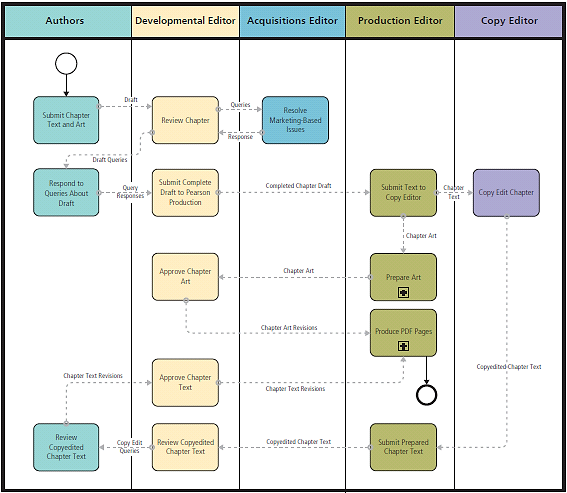 Authors
Developmental Editor
Acquisitions Editor
Production Editor
Copy Editor
Submit Chapter
Text and Art
Draft
Review Chapter
Queries
Response
Resolve
Marketing-Based
Issues
Draft Queries
Respond to
Queries About
Draft
Query
Responses
Submit Complete
Draft to Pearson
Production
Completed Chapter Draft
Submit Text to
Copy Editor
Chapter
Text
Copy Edit Chapter
Chapter Art
Approve Chapter
Art
Chapter Art
Prepare Art
Chapter Art Revisions
Produce PDF Pages
Copyedited Chapter Text
Chapter Text Revisions
Approve Chapter
Text
Chapter Text Revisions
Review
Copyedited
Chapter Text
Copy Edit
Queries
Review Copyedited
Chapter Text
Copyedited Chapter Text
Submit Prepared
Chapter Text